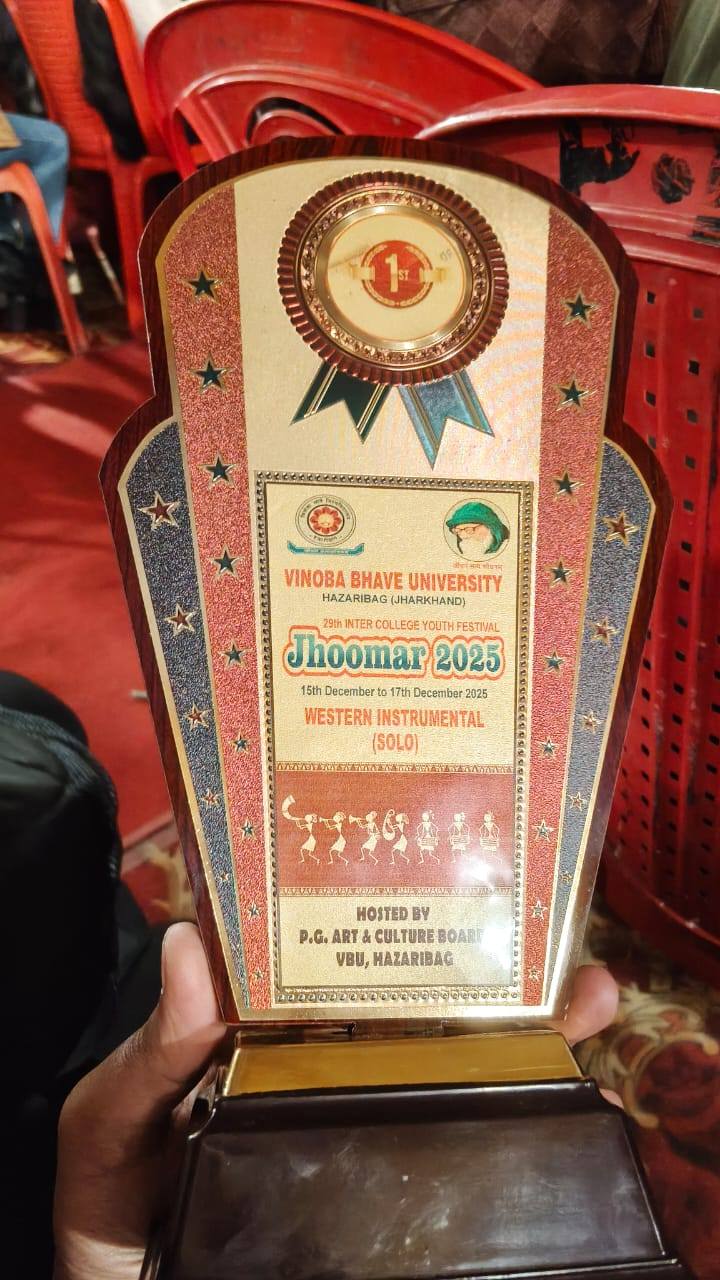 1ST
VINOBA BHAVE UNIVERSITY
HAZARIBAG (JHARKHAND)
29th INTER COLLEGE YOUTH FESTIVAL
Jhoomar 2025
15th December to 17th December 2025
WESTERN INSTRUMENTAL
(SOLO)
HOSTED BY
P.G. ART & CULTURE BOARD
VBU, HAZARIBAG